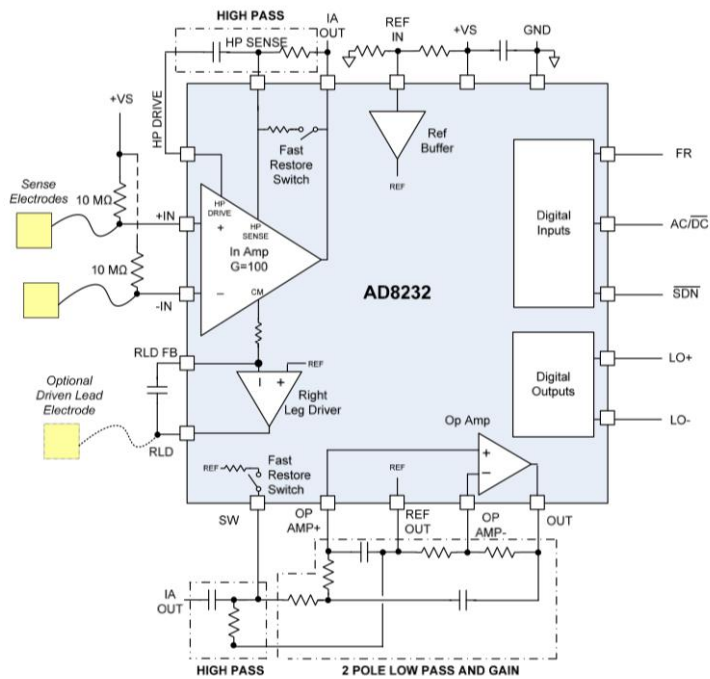 HIGH PASS
HP SENSE
IA
OUT
REF
IN
+VS
GND
+VS
HP DRIVE
Fast
Restore
Switch
Ref
Buffer
REF
Sense
Electrodes
10 MΩ
+IN
HP
DRIVE
+
HP
SENSE
In Amp
G=100
10 MΩ
-IN
–
CM
AD8232
Digital
Inputs
FR
AC/DC
SDN
RLD FB
REF
– +
Right
Leg Driver
Optional
Driven Lead
Electrode
RLD
Digital
Outputs
LO+
LO-
Op Amp
+
–
REF
Fast
Restore
Switch
REF
SW
OP
AMP+
REF
OUT
OP
AMP-
OUT
IA
OUT
HIGH PASS
2 POLE LOW PASS AND GAIN